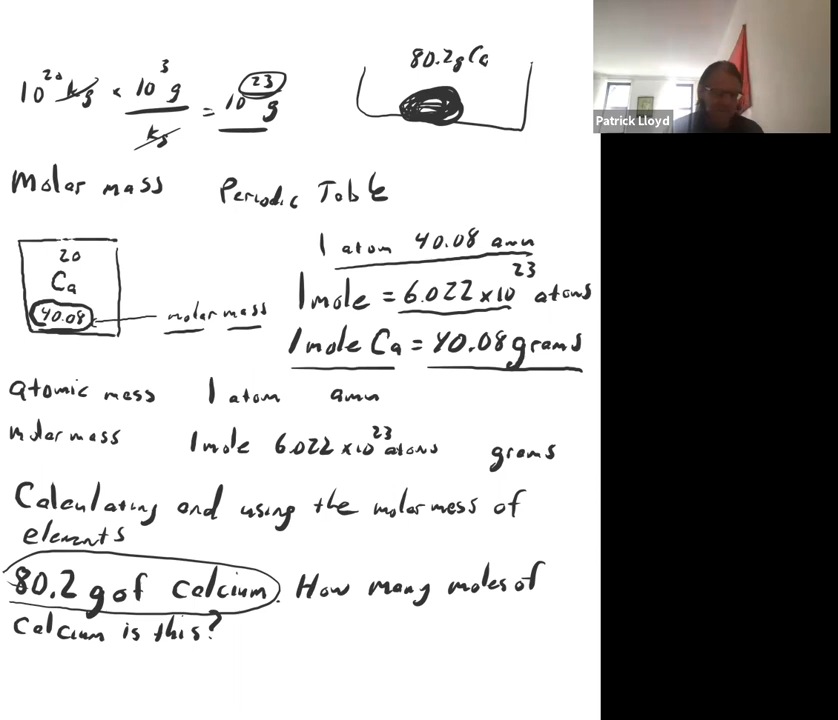 80.2g Ca
10^20 kg × 10^3 g / kg = 10^23 g
Patrick Lloyd
Molar mass Periodic Table
20
Ca
40.08 molar mass
1 atom 40.08 amu
1 mole = 6.022 x10^23 atoms
1 mole Ca = 40.08 grams
atomic mass 1 atom amu
Molar mass 1 mole 6.022 x10^23 atoms grams
Calculating and using the molar mass of
elements
80.2 g of Calcium. How many moles of
Calcium is this?